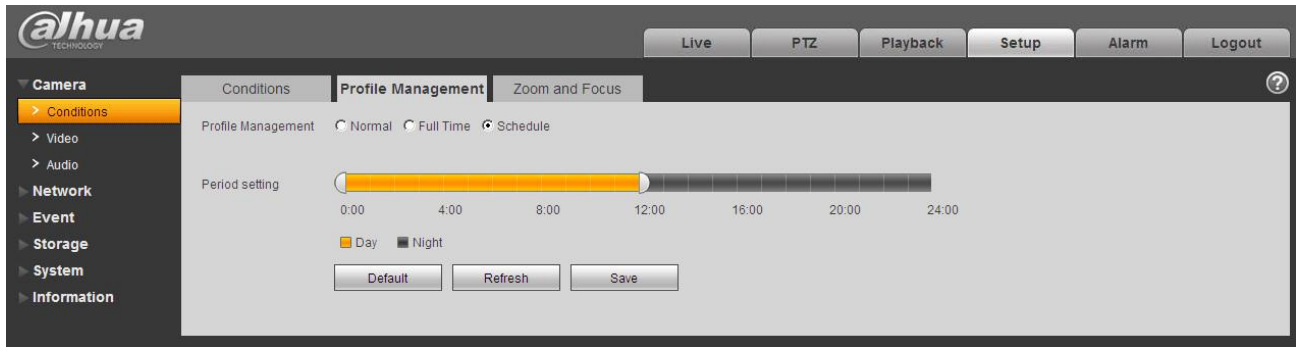 alhua
TECHNOLOGY
Live PTZ Playback Setup Alarm Logout
Camera
Conditions
Video
Audio
Network
Event
Storage
System
Information
Conditions Profile Management Zoom and Focus ?
Profile Management Normal Full Time Schedule
Period setting
0:00 4:00 8:00 12:00 16:00 20:00 24:00
Day Night
Default Refresh Save